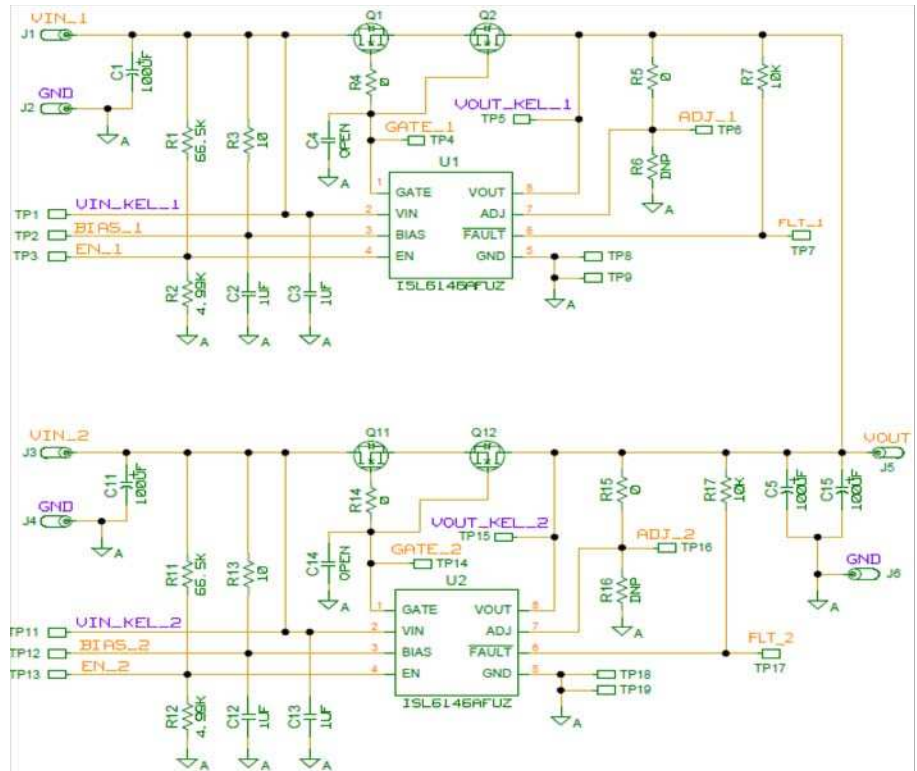 VIN_1
J1
C1
100UF
GND
J2
A
R1
66.5K
R3
10
Q1
Q2
R4
0
C4
OPEN
A
GATE_1
TP4
VOUT_KEL_1
TP5
R5
0
R7
10K
ADJ_1
TP6
R6
DNP
A
U1
1 GATE VOUT 8
2 VIN ADJ 7
3 BIAS FAULT 6
4 EN GND 5
ISL6146AFUZ
TP1 VIN_KEL_1
TP2 BIAS_1
TP3 EN_1
FLT_1
TP7
TP8
TP9
A
R2
4.99K
C2
1UF
C3
1UF
A
A
A
VIN_2
J3
C11
100UF
GND
J4
A
R11
66.5K
R13
10
Q11
Q12
R14
0
C14
OPEN
A
GATE_2
TP14
VOUT_KEL_2
TP15
R15
0
R17
10K
C5
100UF
C15
100UF
VOUT
J5
GND
J6
A
ADJ_2
TP16
R16
DNP
A
U2
1 GATE VOUT 8
2 VIN ADJ 7
3 BIAS FAULT 6
4 EN GND 5
ISL6146AFUZ
TP11 VIN_KEL_2
TP12 BIAS_2
TP13 EN_2
FLT_2
TP17
TP18
TP19
A
R12
4.99K
C12
1UF
C13
1UF
A
A
A